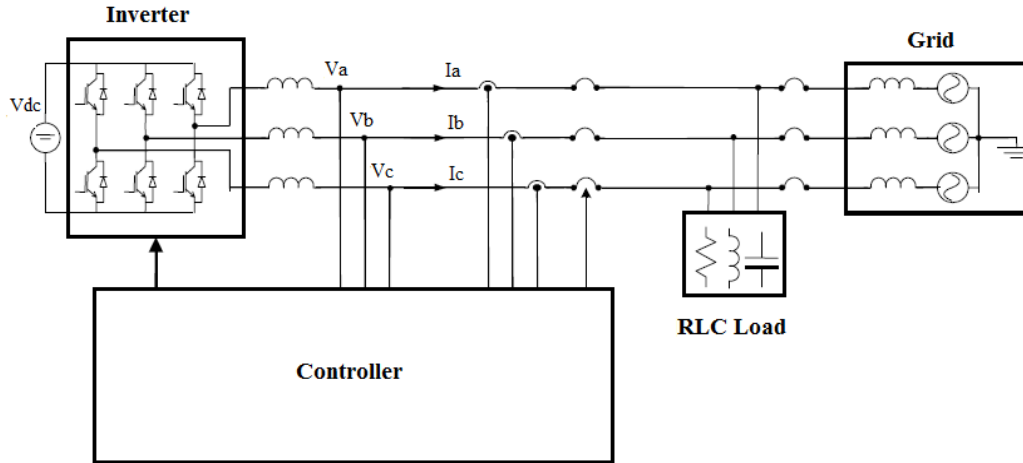 Inverter
Grid
Vdc
Va
Ia
Vb
Ib
Vc
Ic
RLC Load
Controller